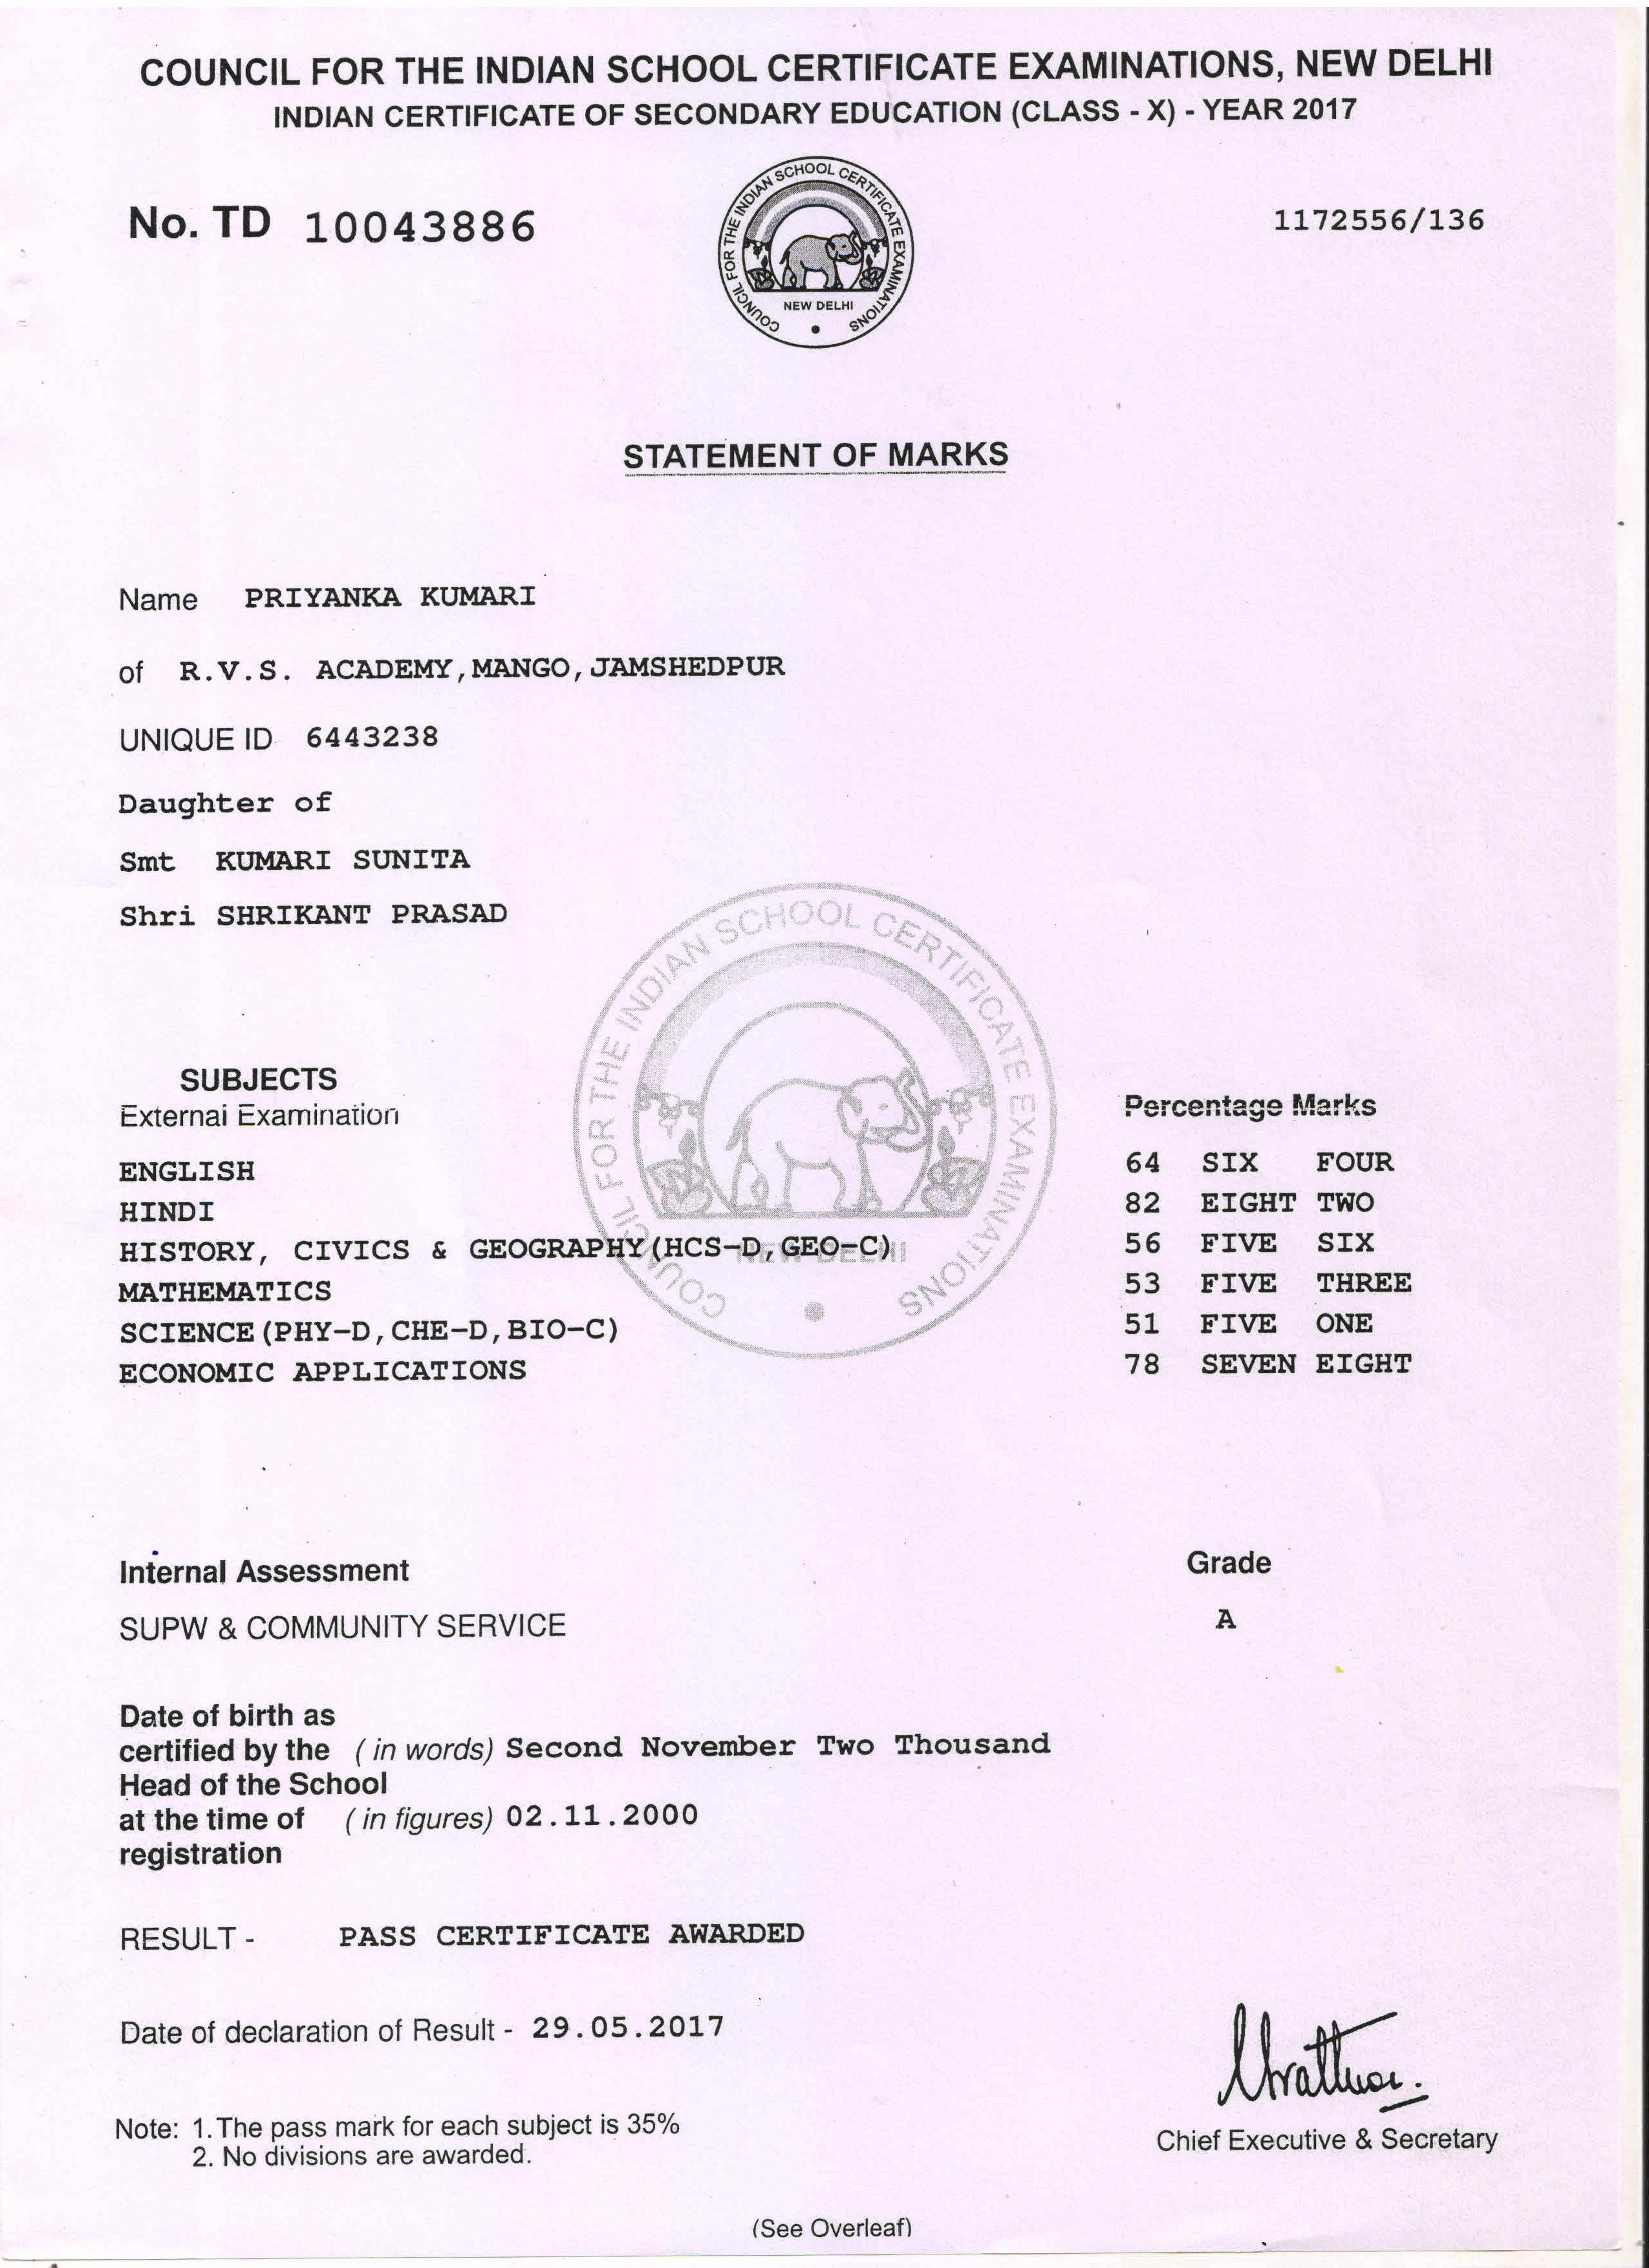 COUNCIL FOR THE INDIAN SCHOOL CERTIFICATE EXAMINATIONS, NEW DELHI
INDIAN CERTIFICATE OF SECONDARY EDUCATION (CLASS - X) - YEAR 2017
No. TD 10043886
COUNCIL FOR THE INDIAN SCHOOL CERTIFICATE EXAMINATIONS
NEW DELHI
1172556/136
STATEMENT OF MARKS
Name PRIYANKA KUMARI
of R.V.S. ACADEMY,MANGO,JAMSHEDPUR
UNIQUE ID 6443238
Daughter of
Smt KUMARI SUNITA
Shri SHRIKANT PRASAD
COUNCIL FOR THE INDIAN SCHOOL CERTIFICATE EXAMINATIONS
NEW DELHI
SUBJECTS
External Examination
Percentage Marks
ENGLISH 64 SIX FOUR
HINDI 82 EIGHT TWO
HISTORY, CIVICS & GEOGRAPHY(HCS-D,GEO-C) 56 FIVE SIX
MATHEMATICS 53 FIVE THREE
SCIENCE(PHY-D,CHE-D,BIO-C) 51 FIVE ONE
ECONOMIC APPLICATIONS 78 SEVEN EIGHT
Internal Assessment Grade
SUPW & COMMUNITY SERVICE A
Date of birth as
certified by the (in words) Second November Two Thousand
Head of the School
at the time of (in figures) 02.11.2000
registration
RESULT - PASS CERTIFICATE AWARDED
Date of declaration of Result - 29.05.2017
Note: 1. The pass mark for each subject is 35%
2. No divisions are awarded.
Chief Executive & Secretary
(See Overleaf)